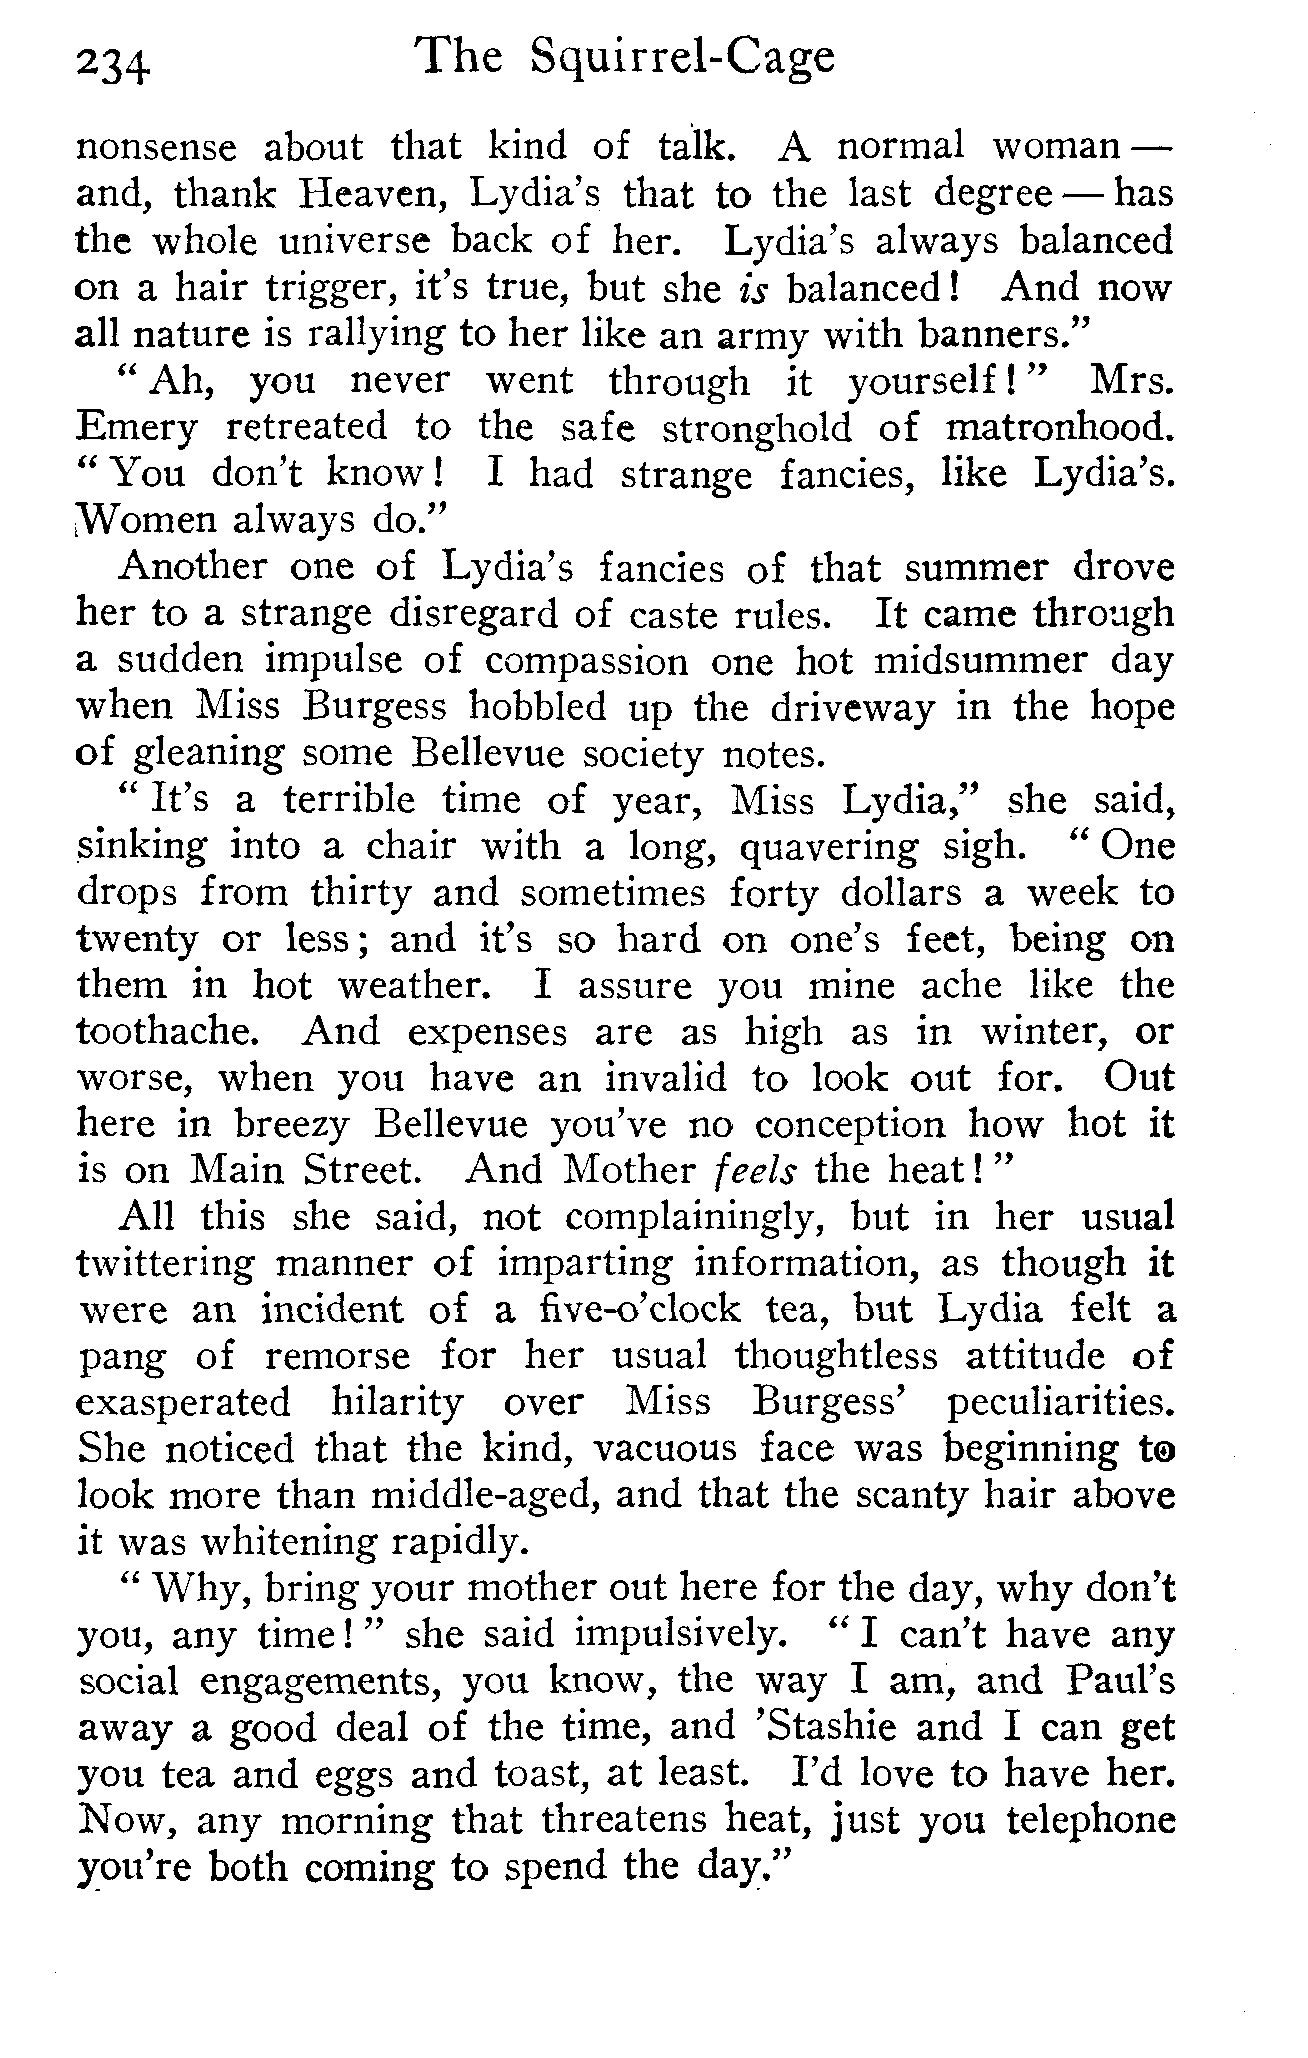 234 The Squirrel-Cage
nonsense about that kind of talk. A normal woman —
and, thank Heaven, Lydia's that to the last degree — has
the whole universe back of her. Lydia's always balanced
on a hair trigger, it's true, but she is balanced! And now
all nature is rallying to her like an army with banners."
" Ah, you never went through it yourself! " Mrs.
Emery retreated to the safe stronghold of matronhood.
" You don't know! I had strange fancies, like Lydia's.
Women always do."
Another one of Lydia's fancies of that summer drove
her to a strange disregard of caste rules. It came through
a sudden impulse of compassion one hot midsummer day
when Miss Burgess hobbled up the driveway in the hope
of gleaning some Bellevue society notes.
" It's a terrible time of year, Miss Lydia," she said,
sinking into a chair with a long, quavering sigh. " One
drops from thirty and sometimes forty dollars a week to
twenty or less; and it's so hard on one's feet, being on
them in hot weather. I assure you mine ache like the
toothache. And expenses are as high as in winter, or
worse, when you have an invalid to look out for. Out
here in breezy Bellevue you've no conception how hot it
is on Main Street. And Mother feels the heat! "
All this she said, not complainingly, but in her usual
twittering manner of imparting information, as though it
were an incident of a five-o'clock tea, but Lydia felt a
pang of remorse for her usual thoughtless attitude of
exasperated hilarity over Miss Burgess' peculiarities.
She noticed that the kind, vacuous face was beginning to
look more than middle-aged, and that the scanty hair above
it was whitening rapidly.
" Why, bring your mother out here for the day, why don't
you, any time! " she said impulsively. " I can't have any
social engagements, you know, the way I am, and Paul's
away a good deal of the time, and 'Stashie and I can get
you tea and eggs and toast, at least. I'd love to have her.
Now, any morning that threatens heat, just you telephone
you're both coming to spend the day."